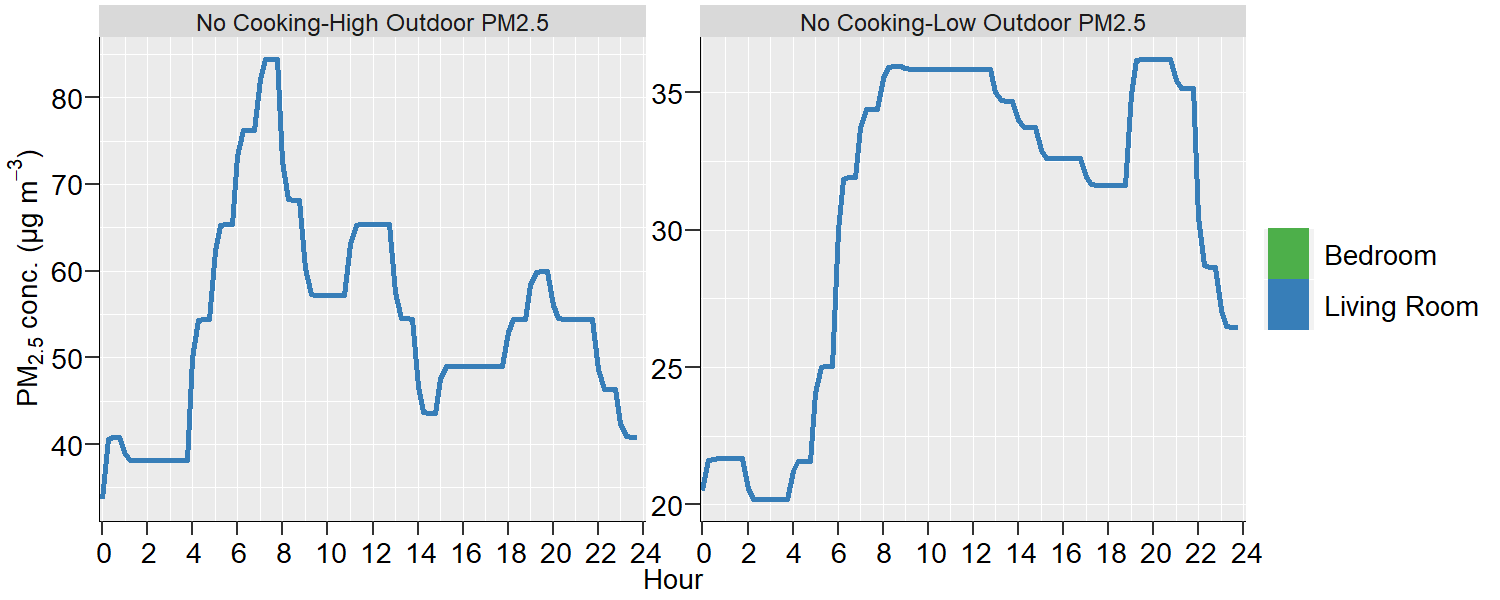 No Cooking-High Outdoor PM2.5
No Cooking-Low Outdoor PM2.5
PM2.5 conc. (µg m−3)
80
70
60
50
40
35
30
25
20
0 2 4 6 8 10 12 14 16 18 20 22 24
0 2 4 6 8 10 12 14 16 18 20 22 24
Hour
Bedroom
Living Room